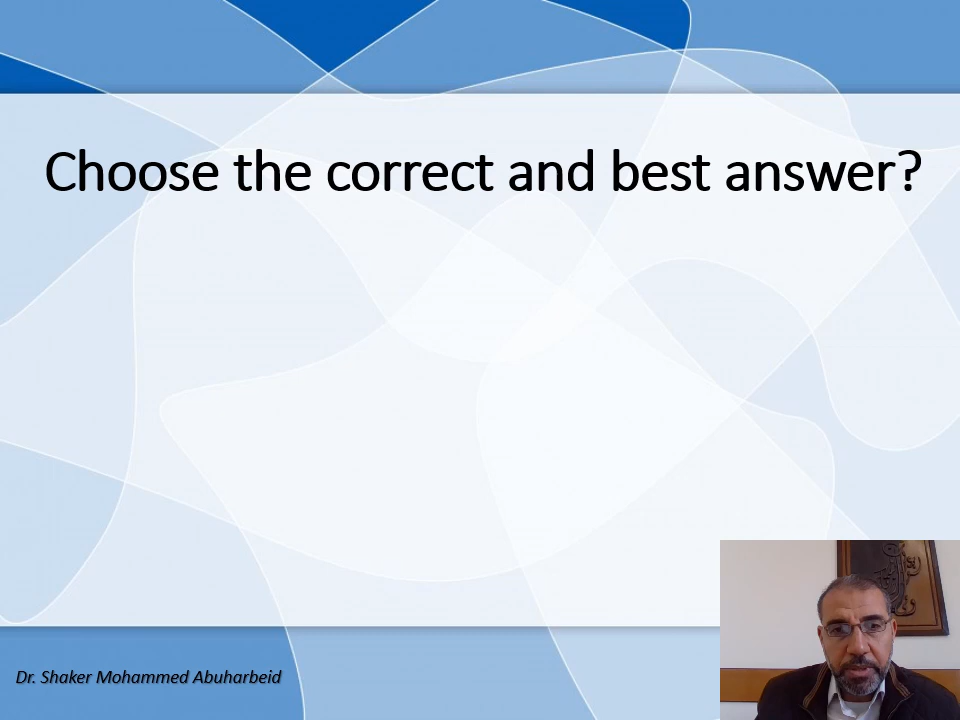 Choose the correct and best answer?
Dr. Shaker Mohammed Abuharbeid